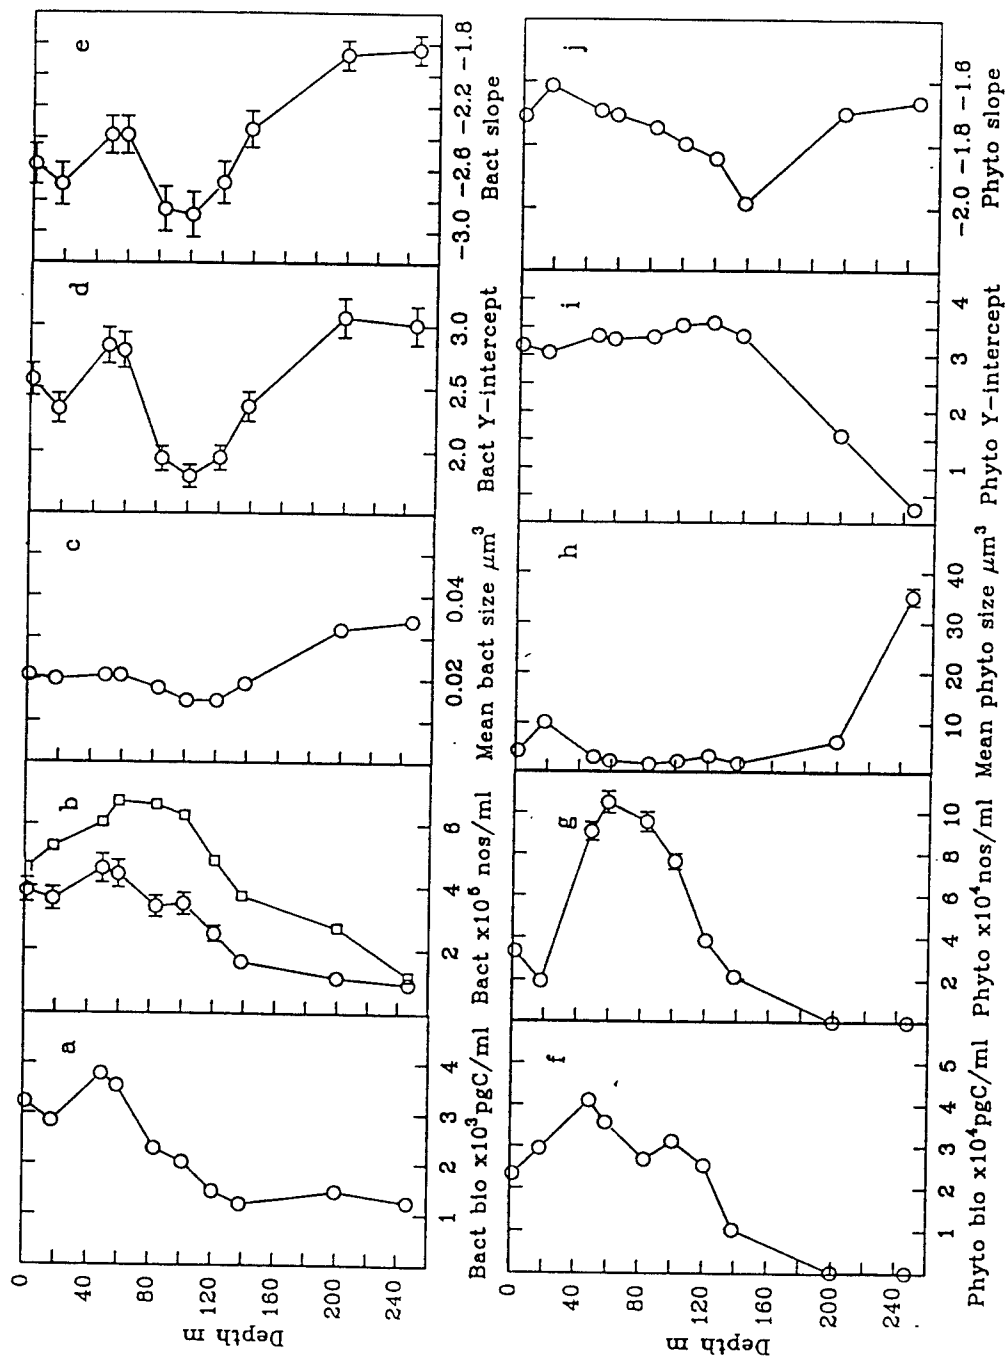 a
b
c
d
e
0
40
80
120
160
200
240
Depth m
1 2 3 4
Bact bio x10³pgC/ml
2 4 6
Bact x10⁵ nos/ml
0.02 0.04
Mean bact size μm³
2.0 2.5 3.0
Bact Y−intercept
−3.0 −2.6 −2.2 −1.8
Bact slope
f
g
h
i
j
0
40
80
120
160
200
240
Depth m
1 2 3 4 5
Phyto bio x10⁴pgC/ml
2 4 6 8 10
Phyto x10⁴nos/ml
10 20 30 40
Mean phyto size μm³
1 2 3 4
Phyto Y−intercept
−2.0 −1.8 −1.6
Phyto slope